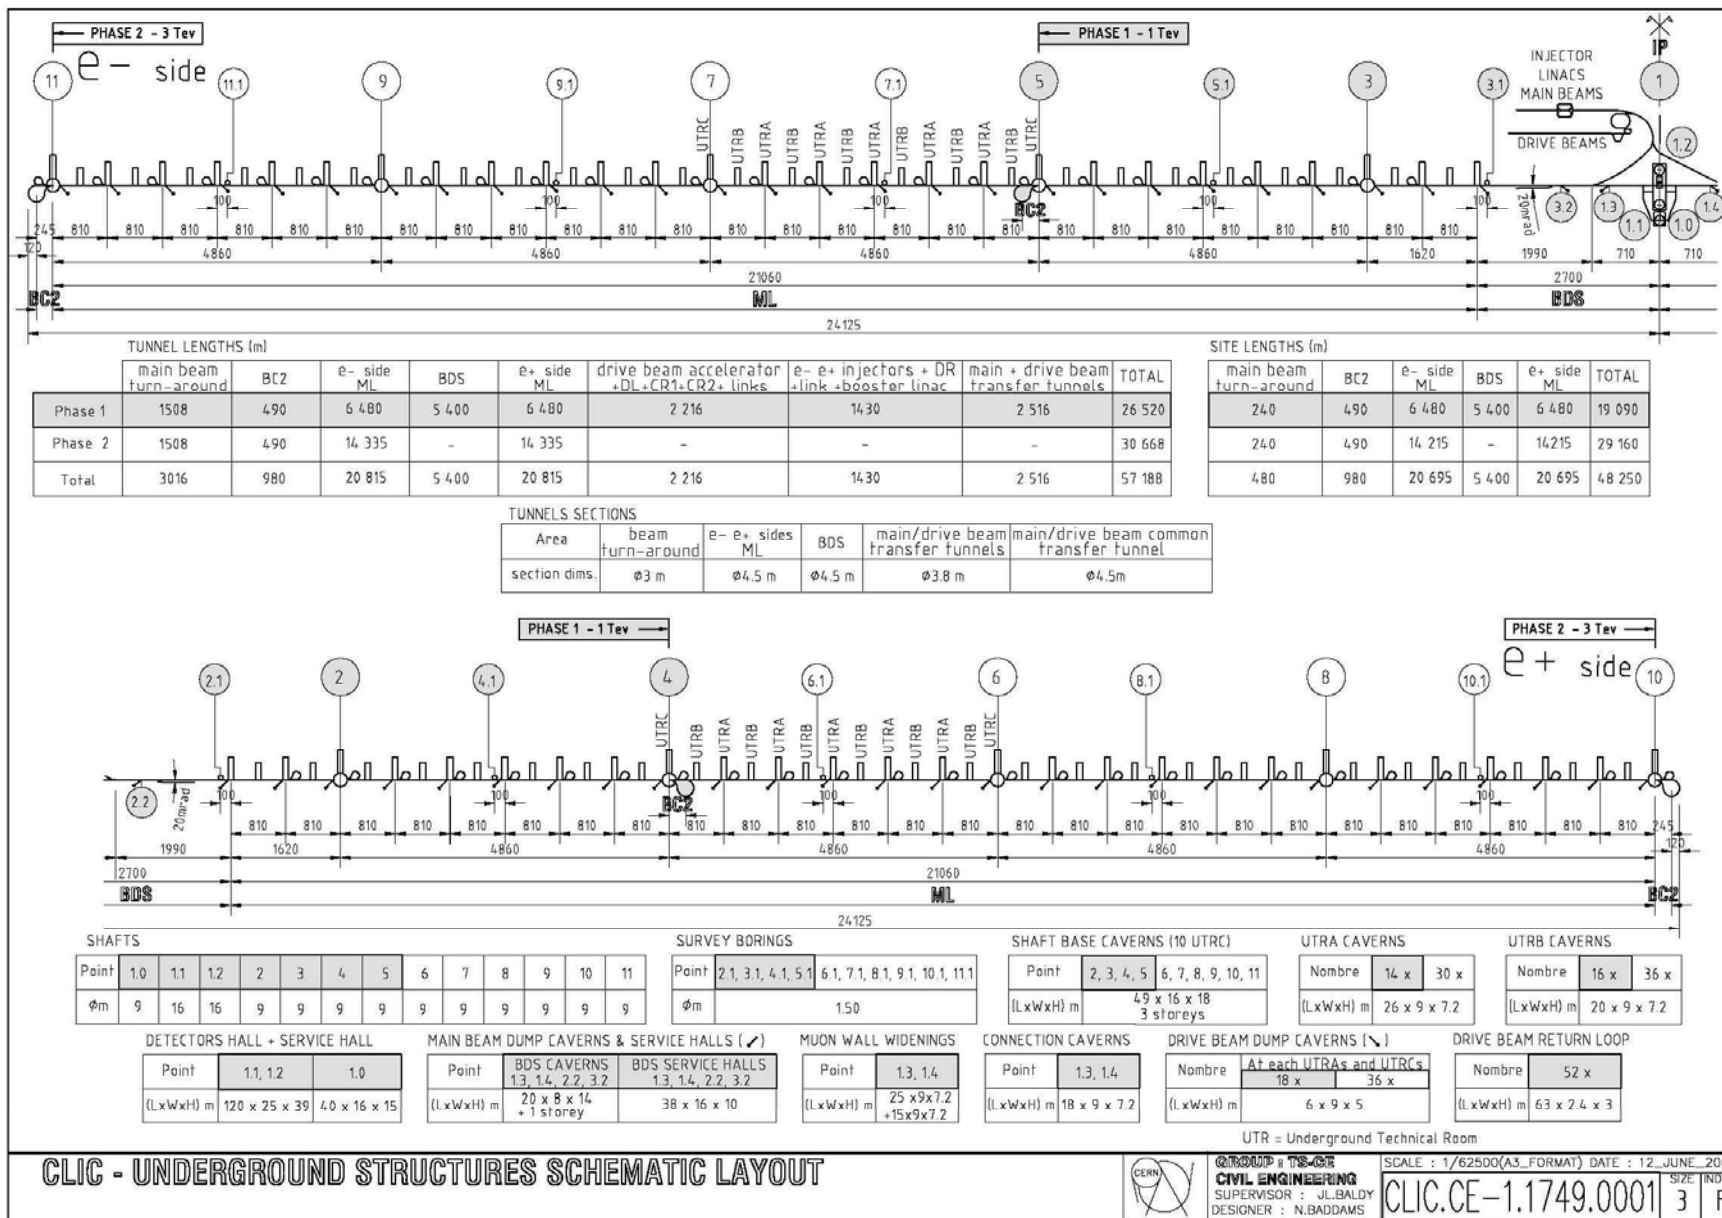 PHASE 2 - 3 Tev
PHASE 1 - 1 Tev
IP
e- side
INJECTOR
LINACS
MAIN BEAMS
DRIVE BEAMS
11 11.1 9 9.1 7 7.1 5 5.1 3 3.1 1
1.2
UTRC UTRB UTRA UTRB UTRA UTRB UTRA UTRB UTRA UTRB UTRA UTRB UTRC
3.2 1.3 1.1 1.0 1.4
BC2
20mrad
100 100 100 100 100
245 810 810 810 810 810 810 810 810 810 810 810 810 810 810 810 810 810 810 810 810 810 810 810 810 810 810
120 4860 4860 4860 4860 1620 1990 710 710
21060 2700
BC2 ML BDS
24125
TUNNEL LENGTHS (m)
main beam turn-around BC2 e- side ML BDS e+ side ML drive beam accelerator +DL+CR1+CR2+ links e- e+ injectors + DR +link +booster linac main + drive beam transfer tunnels TOTAL
Phase 1 1508 490 6 480 5 400 6 480 2 216 1430 2 516 26 520
Phase 2 1508 490 14 335 - 14 335 - - - 30 668
Total 3016 980 20 815 5 400 20 815 2 216 1430 2 516 57 188
SITE LENGTHS (m)
main beam turn-around BC2 e- side ML BDS e+ side ML TOTAL
240 490 6 480 5 400 6 480 19 090
240 490 14 215 - 14215 29 160
480 980 20 695 5 400 20 695 48 250
TUNNELS SECTIONS
Area beam turn-around e- e+ sides ML BDS main/drive beam transfer tunnels main/drive beam common transfer tunnel
section dims. ø3 m ø4.5 m ø4.5 m ø3.8 m ø4.5m
PHASE 1 - 1 Tev
PHASE 2 - 3 Tev
e+ side
2.1 2 4.1 4 6.1 6 8.1 8 10.1 10
UTRC UTRB UTRA UTRB UTRA UTRB UTRA UTRB UTRA UTRB UTRA UTRB UTRC
2.2
20mrad
BC2
100 100 100 100 100
810 810 810 810 810 810 810 810 810 810 810 810 810 810 810 810 810 810 810 810 810 810 810 810 810 810 245
1990 1620 4860 4860 4860 4860 120
2700 21060
BDS ML BC2
24125
SHAFTS
Point 1.0 1.1 1.2 2 3 4 5 6 7 8 9 10 11
øm 9 16 16 9 9 9 9 9 9 9 9 9 9
SURVEY BORINGS
Point 2.1, 3.1, 4.1, 5.1 6.1, 7.1, 8.1, 9.1, 10.1, 11.1
øm 1.50
SHAFT BASE CAVERNS (10 UTRC)
Point 2, 3, 4, 5 6, 7, 8, 9, 10, 11
(LxWxH) m 49 x 16 x 18
3 storeys
UTRA CAVERNS
Nombre 14 x 30 x
(LxWxH) m 26 x 9 x 7.2
UTRB CAVERNS
Nombre 16 x 36 x
(LxWxH) m 20 x 9 x 7.2
DETECTORS HALL + SERVICE HALL
Point 1.1, 1.2 1.0
(LxWxH) m 120 x 25 x 39 40 x 16 x 15
MAIN BEAM DUMP CAVERNS & SERVICE HALLS (↙)
Point BDS CAVERNS 1.3, 1.4, 2.2, 3.2 BDS SERVICE HALLS 1.3, 1.4, 2.2, 3.2
(LxWxH) m 20 x 8 x 14 + 1 storey 38 x 16 x 10
MUON WALL WIDENINGS
Point 1.3, 1.4
(LxWxH) m 25 x9x7.2
+15x9x7.2
CONNECTION CAVERNS
Point 1.3, 1.4
(LxWxH) m 18 x 9 x 7.2
DRIVE BEAM DUMP CAVERNS (↘)
Nombre At each UTRAs and UTRCs
18 x 36 x
(LxWxH) m 6 x 9 x 5
DRIVE BEAM RETURN LOOP
Nombre 52 x
(LxWxH) m 63 x 2.4 x 3
UTR = Underground Technical Room
CLIC - UNDERGROUND STRUCTURES SCHEMATIC LAYOUT
CERN
GROUP : TS-CE
CIVIL ENGINEERING
SUPERVISOR : JL.BALDY
DESIGNER : N.BADDAMS
SCALE : 1/62500(A3_FORMAT) DATE : 12_JUNE_20
CLIC.CE-1.1749.0001
SIZE
3
IND